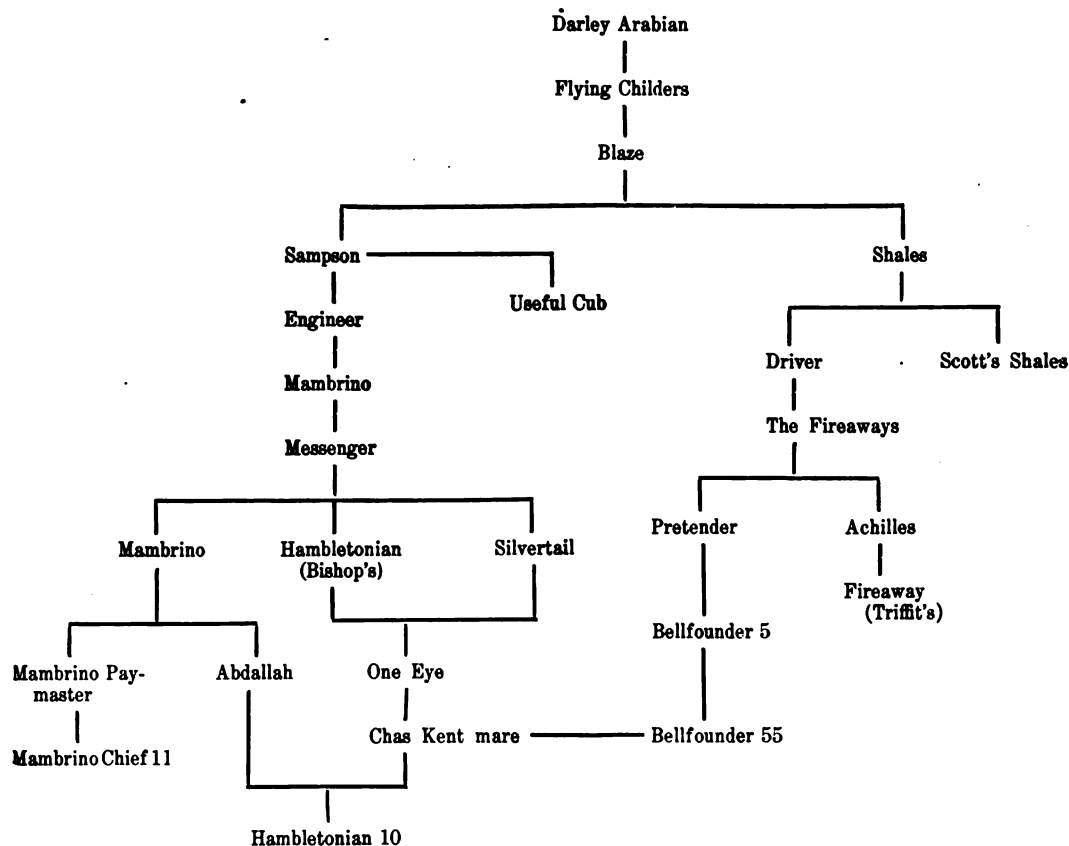 Darley Arabian
Flying Childers
Blaze
Sampson
Shales
Useful Cub
Engineer
Driver
Scott's Shales
Mambrino
The Fireaways
Messenger
Pretender
Achilles
Mambrino
Hambletonian
(Bishop's)
Silvertail
Fireaway
(Triffit's)
Bellfounder 5
Mambrino Pay-
master
Abdallah
One Eye
Chas Kent mare
Bellfounder 55
Mambrino Chief 11
Hambletonian 10